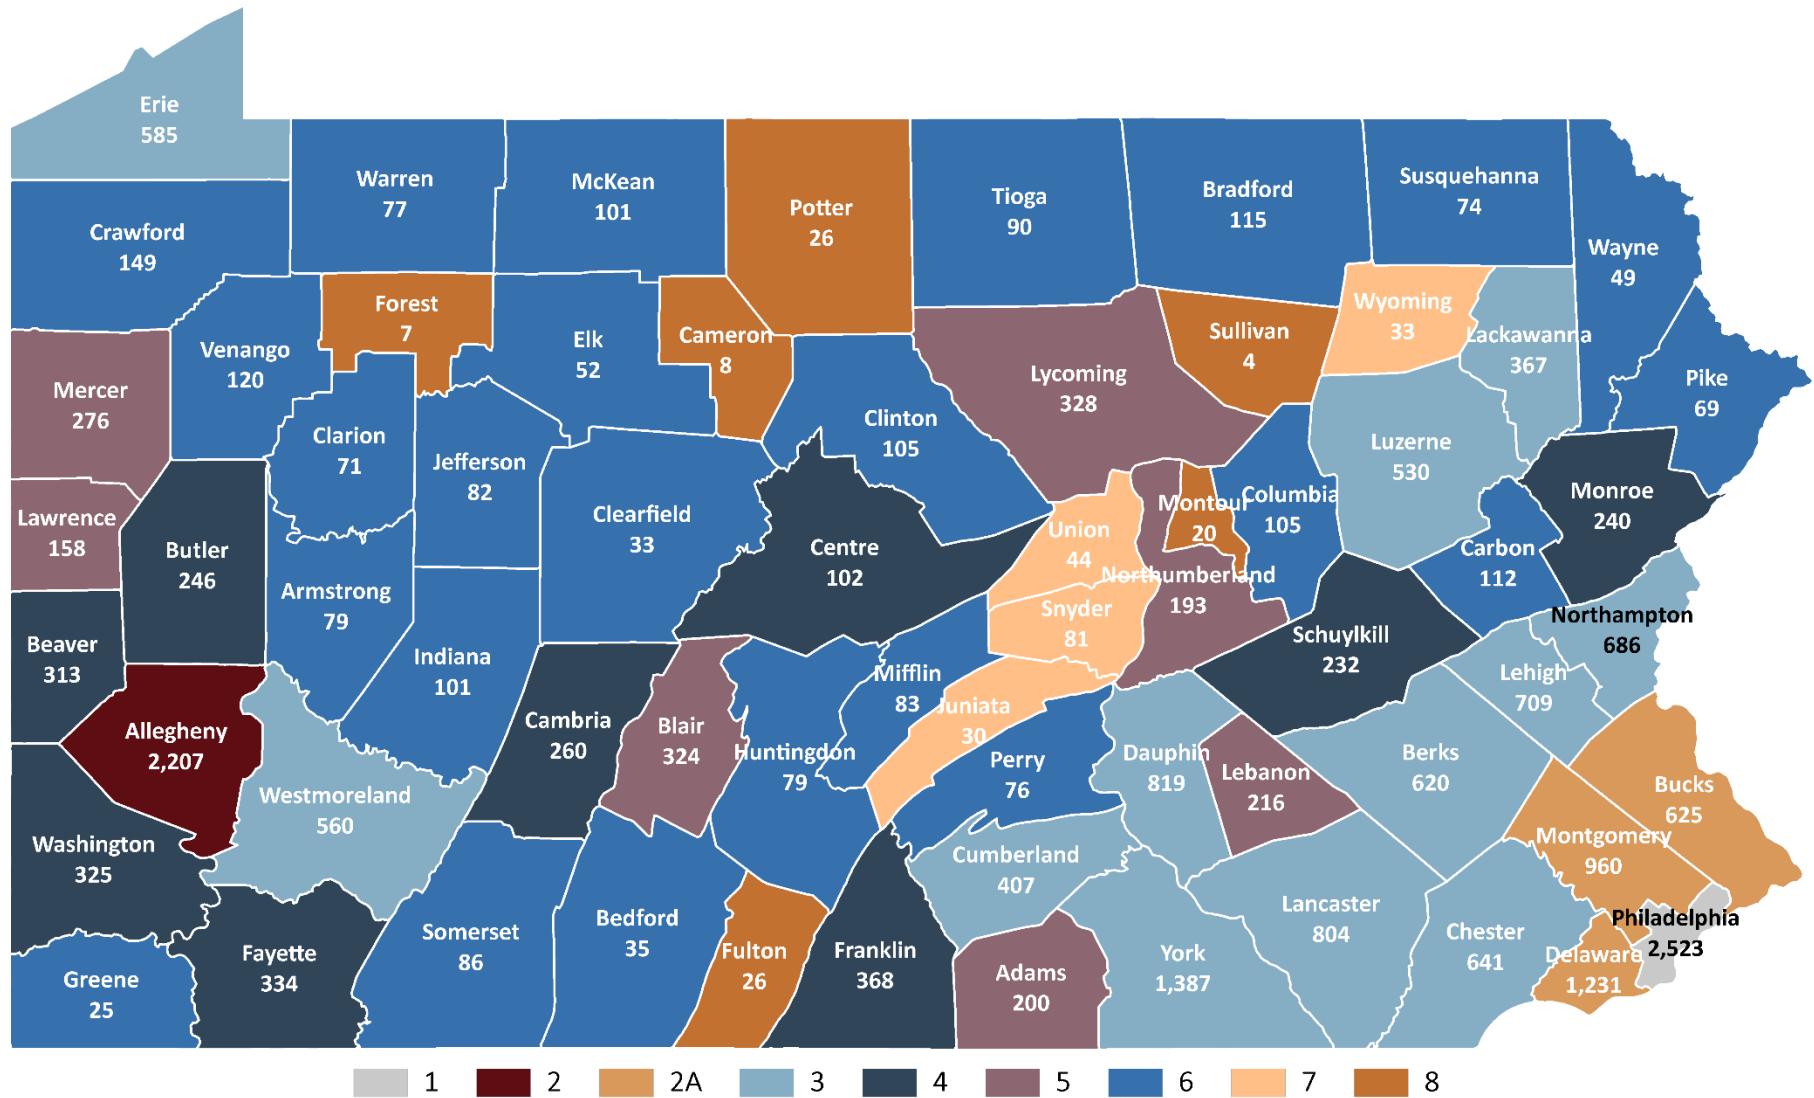 Erie
585
Warren
77
McKean
101
Potter
26
Tioga
90
Bradford
115
Susquehanna
74
Wayne
49
Crawford
149
Forest
7
Elk
52
Cameron
8
Sullivan
4
Wyoming
33
Lackawanna
367
Pike
69
Venango
120
Mercer
276
Clarion
71
Jefferson
82
Clearfield
33
Clinton
105
Lycoming
328
Luzerne
530
Columbia
105
Montour
20
Monroe
240
Carbon
112
Lawrence
158
Butler
246
Armstrong
79
Centre
102
Union
44
Northumberland
193
Snyder
81
Schuylkill
232
Northampton
686
Lehigh
709
Beaver
313
Indiana
101
Mifflin
83
Juniata
30
Allegheny
2,207
Cambria
260
Blair
324
Huntingdon
79
Perry
76
Dauphin
819
Lebanon
216
Berks
620
Bucks
625
Westmoreland
560
Washington
325
Cumberland
407
Montgomery
960
Lancaster
804
Chester
641
Philadelphia
2,523
Delaware
1,231
Greene
25
Fayette
334
Somerset
86
Bedford
35
Fulton
26
Franklin
368
Adams
200
York
1,387
1 2 2A 3 4 5 6 7 8